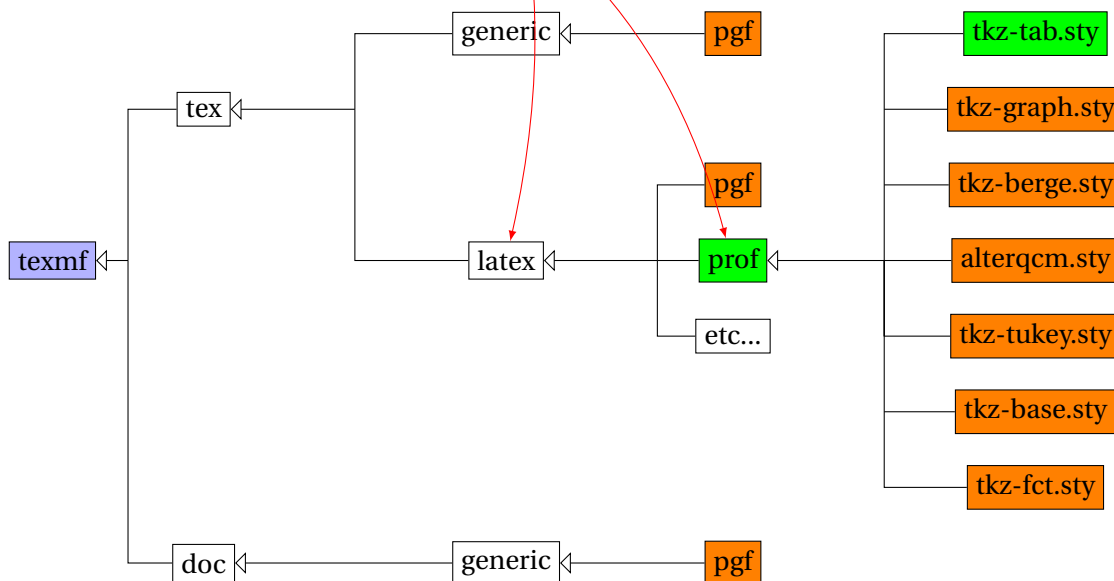 generic
pgf
tkz-tab.sty
tex
tkz-graph.sty
pgf
tkz-berge.sty
texmf
latex
prof
alterqcm.sty
etc...
tkz-tukey.sty
tkz-base.sty
tkz-fct.sty
doc
generic
pgf